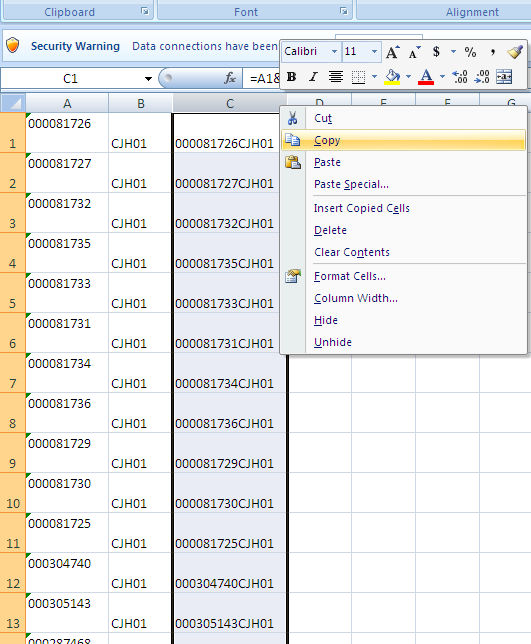 Clipboard Font Alignment
Security Warning Data connections have been
Calibri 11 A A $ % ,
B I A .00 .0
C1 fx =A1&
A B C D E F G
1 000081726 CJH01 000081726CJH01
2 000081727 CJH01 000081727CJH01
3 000081732 CJH01 000081732CJH01
4 000081735 CJH01 000081735CJH01
5 000081733 CJH01 000081733CJH01
6 000081731 CJH01 000081731CJH01
7 000081734 CJH01 000081734CJH01
8 000081736 CJH01 000081736CJH01
9 000081729 CJH01 000081729CJH01
10 000081730 CJH01 000081730CJH01
11 000081725 CJH01 000081725CJH01
12 000304740 CJH01 000304740CJH01
13 000305143 CJH01 000305143CJH01
Cut
Copy
Paste
Paste Special...
Insert Copied Cells
Delete
Clear Contents
Format Cells...
Column Width...
Hide
Unhide